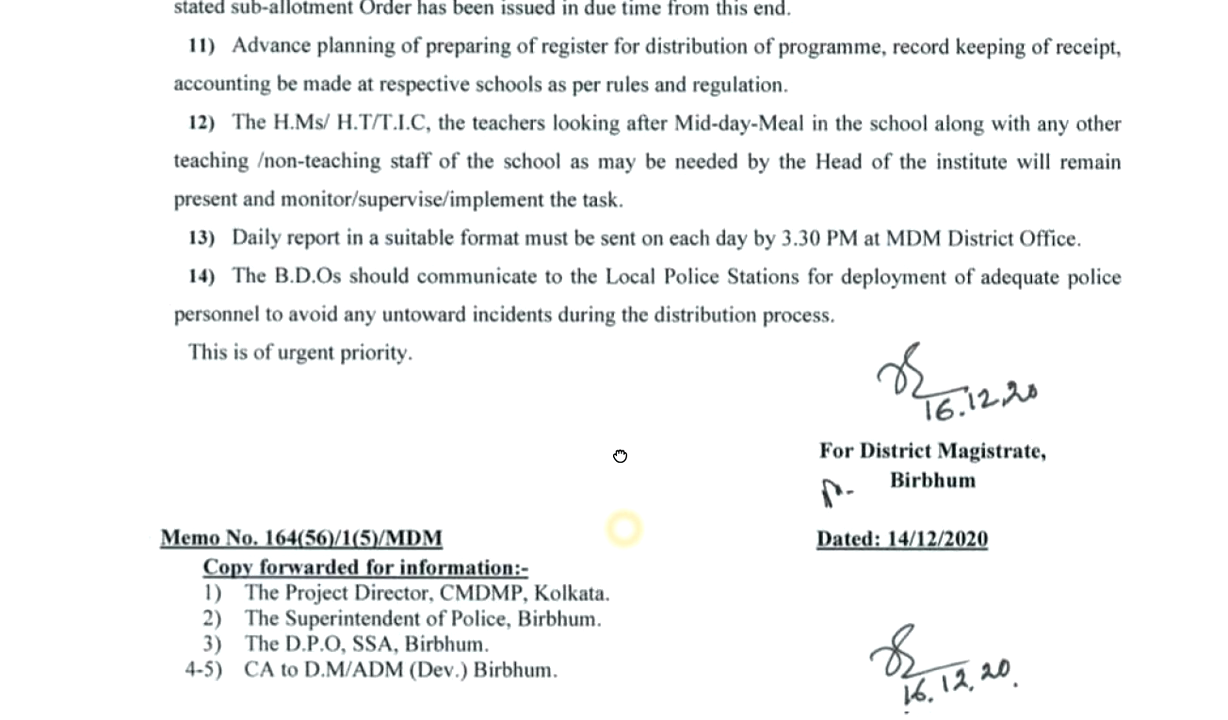 stated sub-allotment Order has been issued in due time from this end.
11) Advance planning of preparing of register for distribution of programme, record keeping of receipt,
accounting be made at respective schools as per rules and regulation.
12) The H.Ms/ H.T/T.I.C, the teachers looking after Mid-day-Meal in the school along with any other
teaching /non-teaching staff of the school as may be needed by the Head of the institute will remain
present and monitor/supervise/implement the task.
13) Daily report in a suitable format must be sent on each day by 3.30 PM at MDM District Office.
14) The B.D.Os should communicate to the Local Police Stations for deployment of adequate police
personnel to avoid any untoward incidents during the distribution process.
This is of urgent priority.
16.12.20
For District Magistrate,
Birbhum
Memo No. 164(56)/1(5)/MDM
Dated: 14/12/2020
Copy forwarded for information:-
1) The Project Director, CMDMP, Kolkata.
2) The Superintendent of Police, Birbhum.
3) The D.P.O, SSA, Birbhum.
4-5) CA to D.M/ADM (Dev.) Birbhum.
16.12.20.